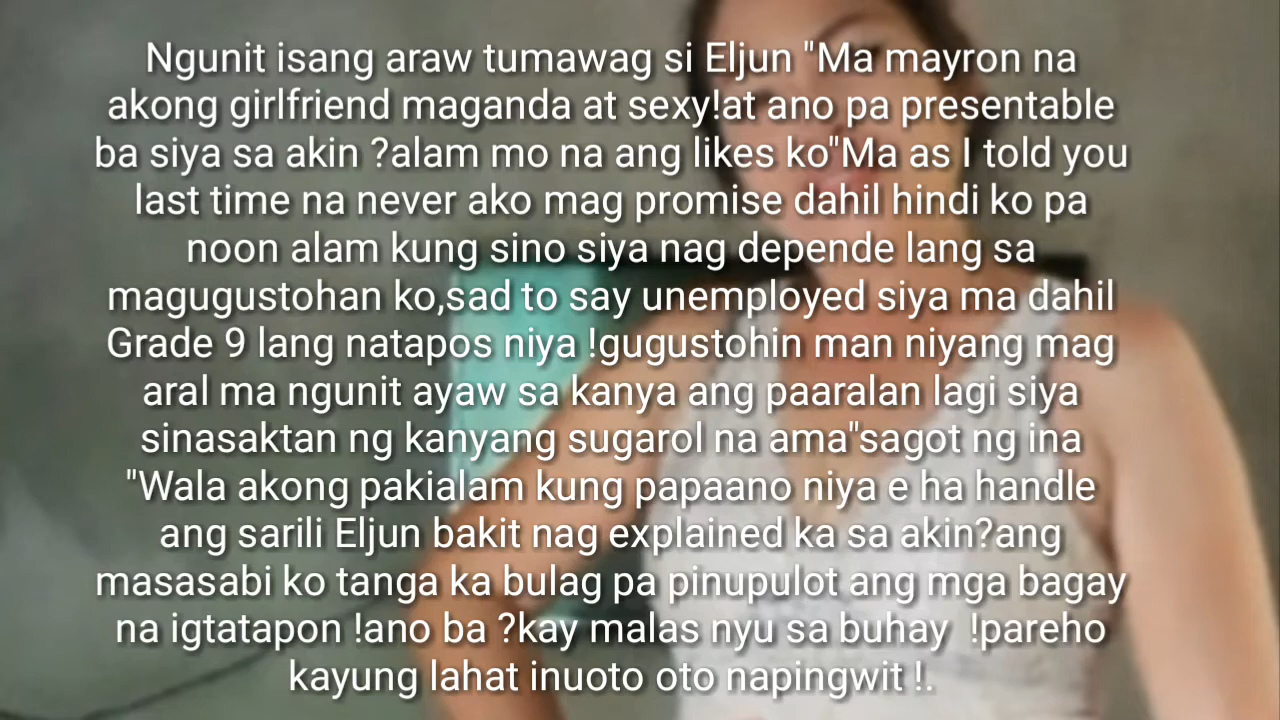 Ngunit isang araw tumawag si Eljun "Ma mayron na
akong girlfriend maganda at sexy!at ano pa presentable
ba siya sa akin ?alam mo na ang likes ko"Ma as I told you
last time na never ako mag promise dahil hindi ko pa
noon alam kung sino siya nag depende lang sa
magugustohan ko,sad to say unemployed siya ma dahil
Grade 9 lang natapos niya !gugustohin man niyang mag
aral ma ngunit ayaw sa kanya ang paaralan lagi siya
sinasaktan ng kanyang sugarol na ama"sagot ng ina
"Wala akong pakialam kung papaano niya e ha handle
ang sarili Eljun bakit nag explained ka sa akin?ang
masasabi ko tanga ka bulag pa pinupulot ang mga bagay
na igtatapon !ano ba ?kay malas nyu sa buhay  !pareho
kayung lahat inuoto oto napingwit !.